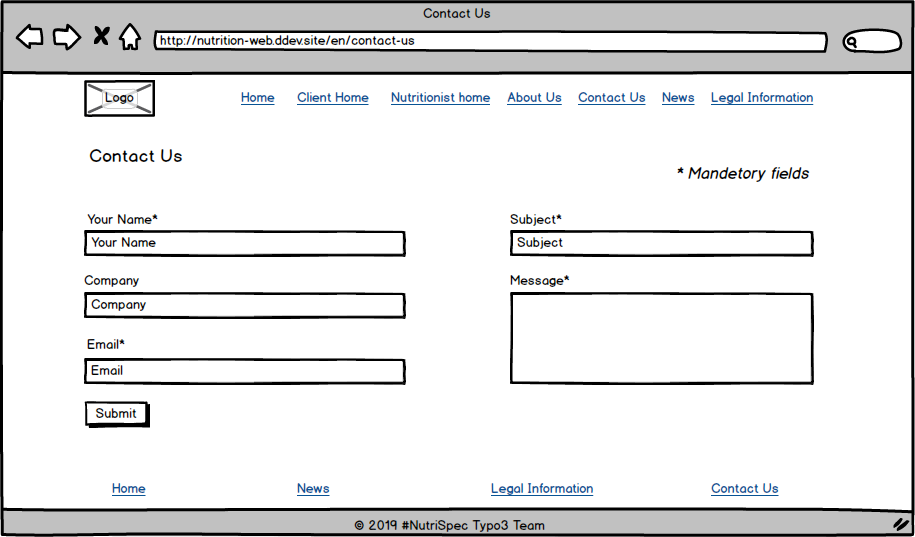 Contact Us
http://nutrition-web.ddev.site/en/contact-us
Logo Home Client Home Nutritionist home About Us Contact Us News Legal Information
Contact Us
* Mandetory fields
Your Name* Subject*
Your Name Subject
Company Message*
Company
Email*
Email
Submit
Home News Legal Information Contact Us
© 2019 #NutriSpec Typo3 Team